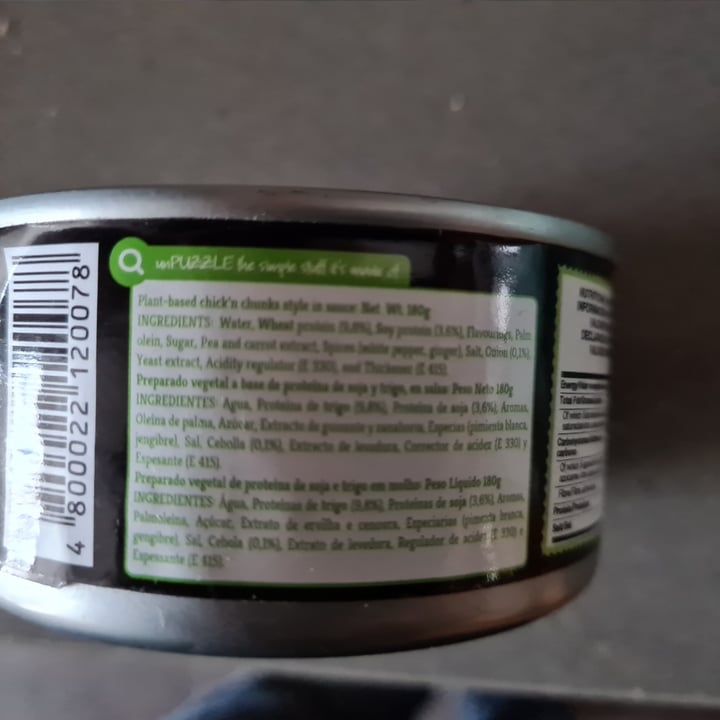 unPUZZLE the simple stuff it's made of
Plant-based chick'n chunks style in sauce: Net Wt. 180g
INGREDIENTS: Water, Wheat protein (9,8%), Soy protein (3.6%), Flavourings, Palm
olein, Sugar, Pea and carrot extract, Spices (white pepper, ginger), Salt, Onion (0,1%),
Yeast extract, Acidity regulator (E 330), and Thickener (E 415).
Preparado vegetal a base de proteína de soja y trigo, en salsa: Peso Neto 180g
INGREDIENTES: Agua, Proteína de trigo (9,8%), Proteína de soja (3,6%), Aromas,
Oleina de palma, Azúcar, Extracto de guisante y zanahoria, Especias (pimienta blanca,
jengibre), Sal, Cebolla (0,1%), Extracto de levadura, Corrector de acidez (E 330) y
Espesante (E 415).
Preparado vegetal de proteína de soja e trigo em molho: Peso Líquido 180g
INGREDIENTES: Água, Proteínas de trigo (9,8%), Proteínas de soja (3,6%), Aromas,
Palmoleina, Açúcar, Extrato de ervilha e cenoura, Especiarias (pimenta branca,
gengibre), Sal, Cebola (0,1%), Extrato de levedura, Regulador de acidez (E 330) e
Espessante (E 415).
4 800022 120078